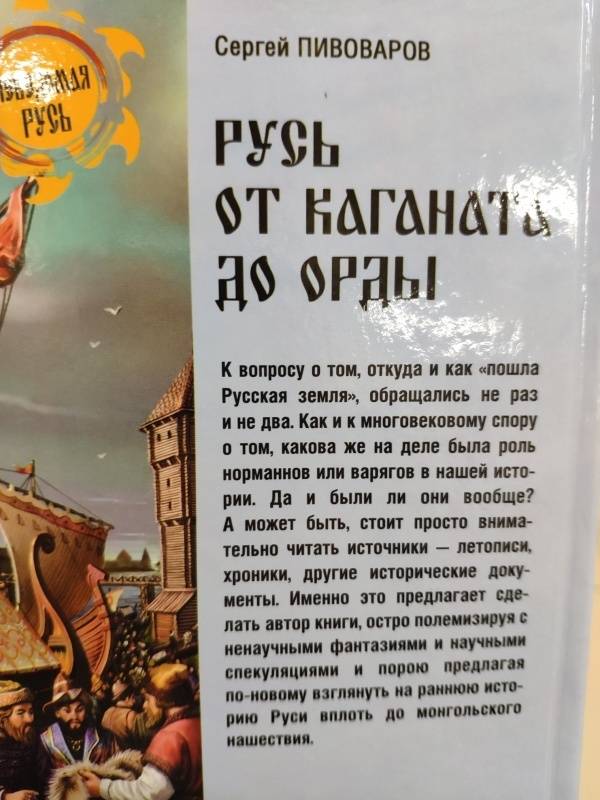 РУСЬ
Сергей ПИВОВАРОВ
РУСЬ
ОТ КАГАНАТА
ДО ОРДЫ
К вопросу о том, откуда и как «пошла
Русская земля», обращались не раз
и не два. Как и к многовековому спору
о том, какова же на деле была роль
норманнов или варягов в нашей исто-
рии. Да и были ли они вообще?
А может быть, стоит просто внима-
тельно читать источники — летописи,
хроники, другие исторические доку-
менты. Именно это предлагает сде-
лать автор книги, остро полемизируя с
ненаучными фантазиями и научными
спекуляциями и порою предлагая
по-новому взглянуть на раннюю исто-
рию Руси вплоть до монгольского
нашествия.